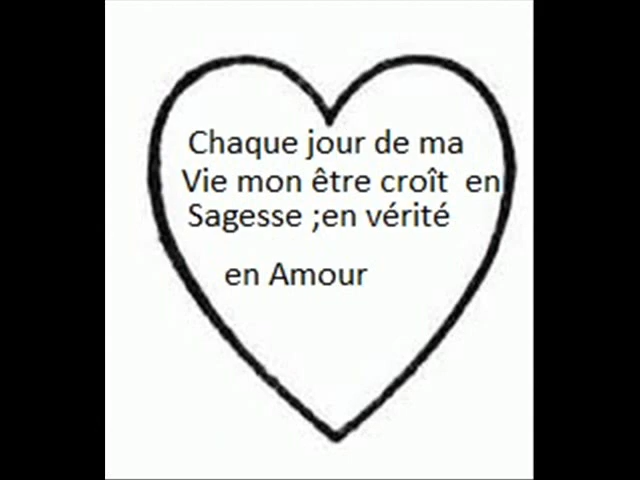 Chaque jour de ma
Vie mon être croît en
Sagesse ;en vérité
en Amour